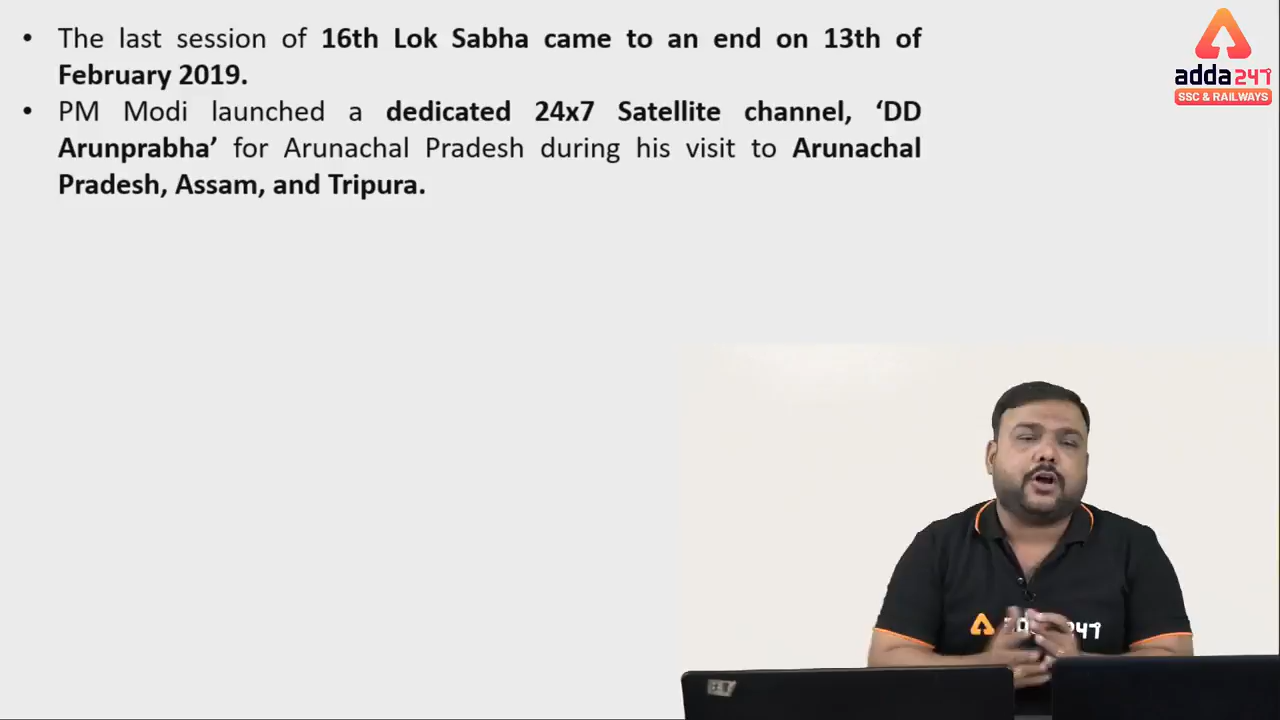 • The last session of 16th Lok Sabha came to an end on 13th of
February 2019.
• PM Modi launched a dedicated 24x7 Satellite channel, ‘DD
Arunprabha’ for Arunachal Pradesh during his visit to Arunachal
Pradesh, Assam, and Tripura.
adda247
SSC & RAILWAYS